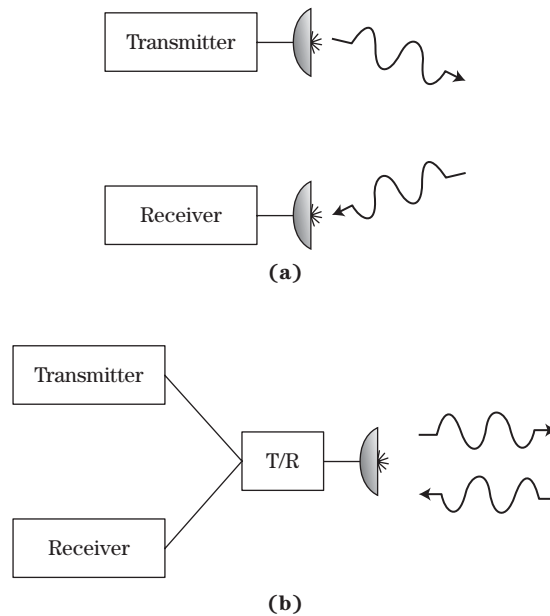 Transmitter
Receiver
(a)
Transmitter
T/R
Receiver
(b)